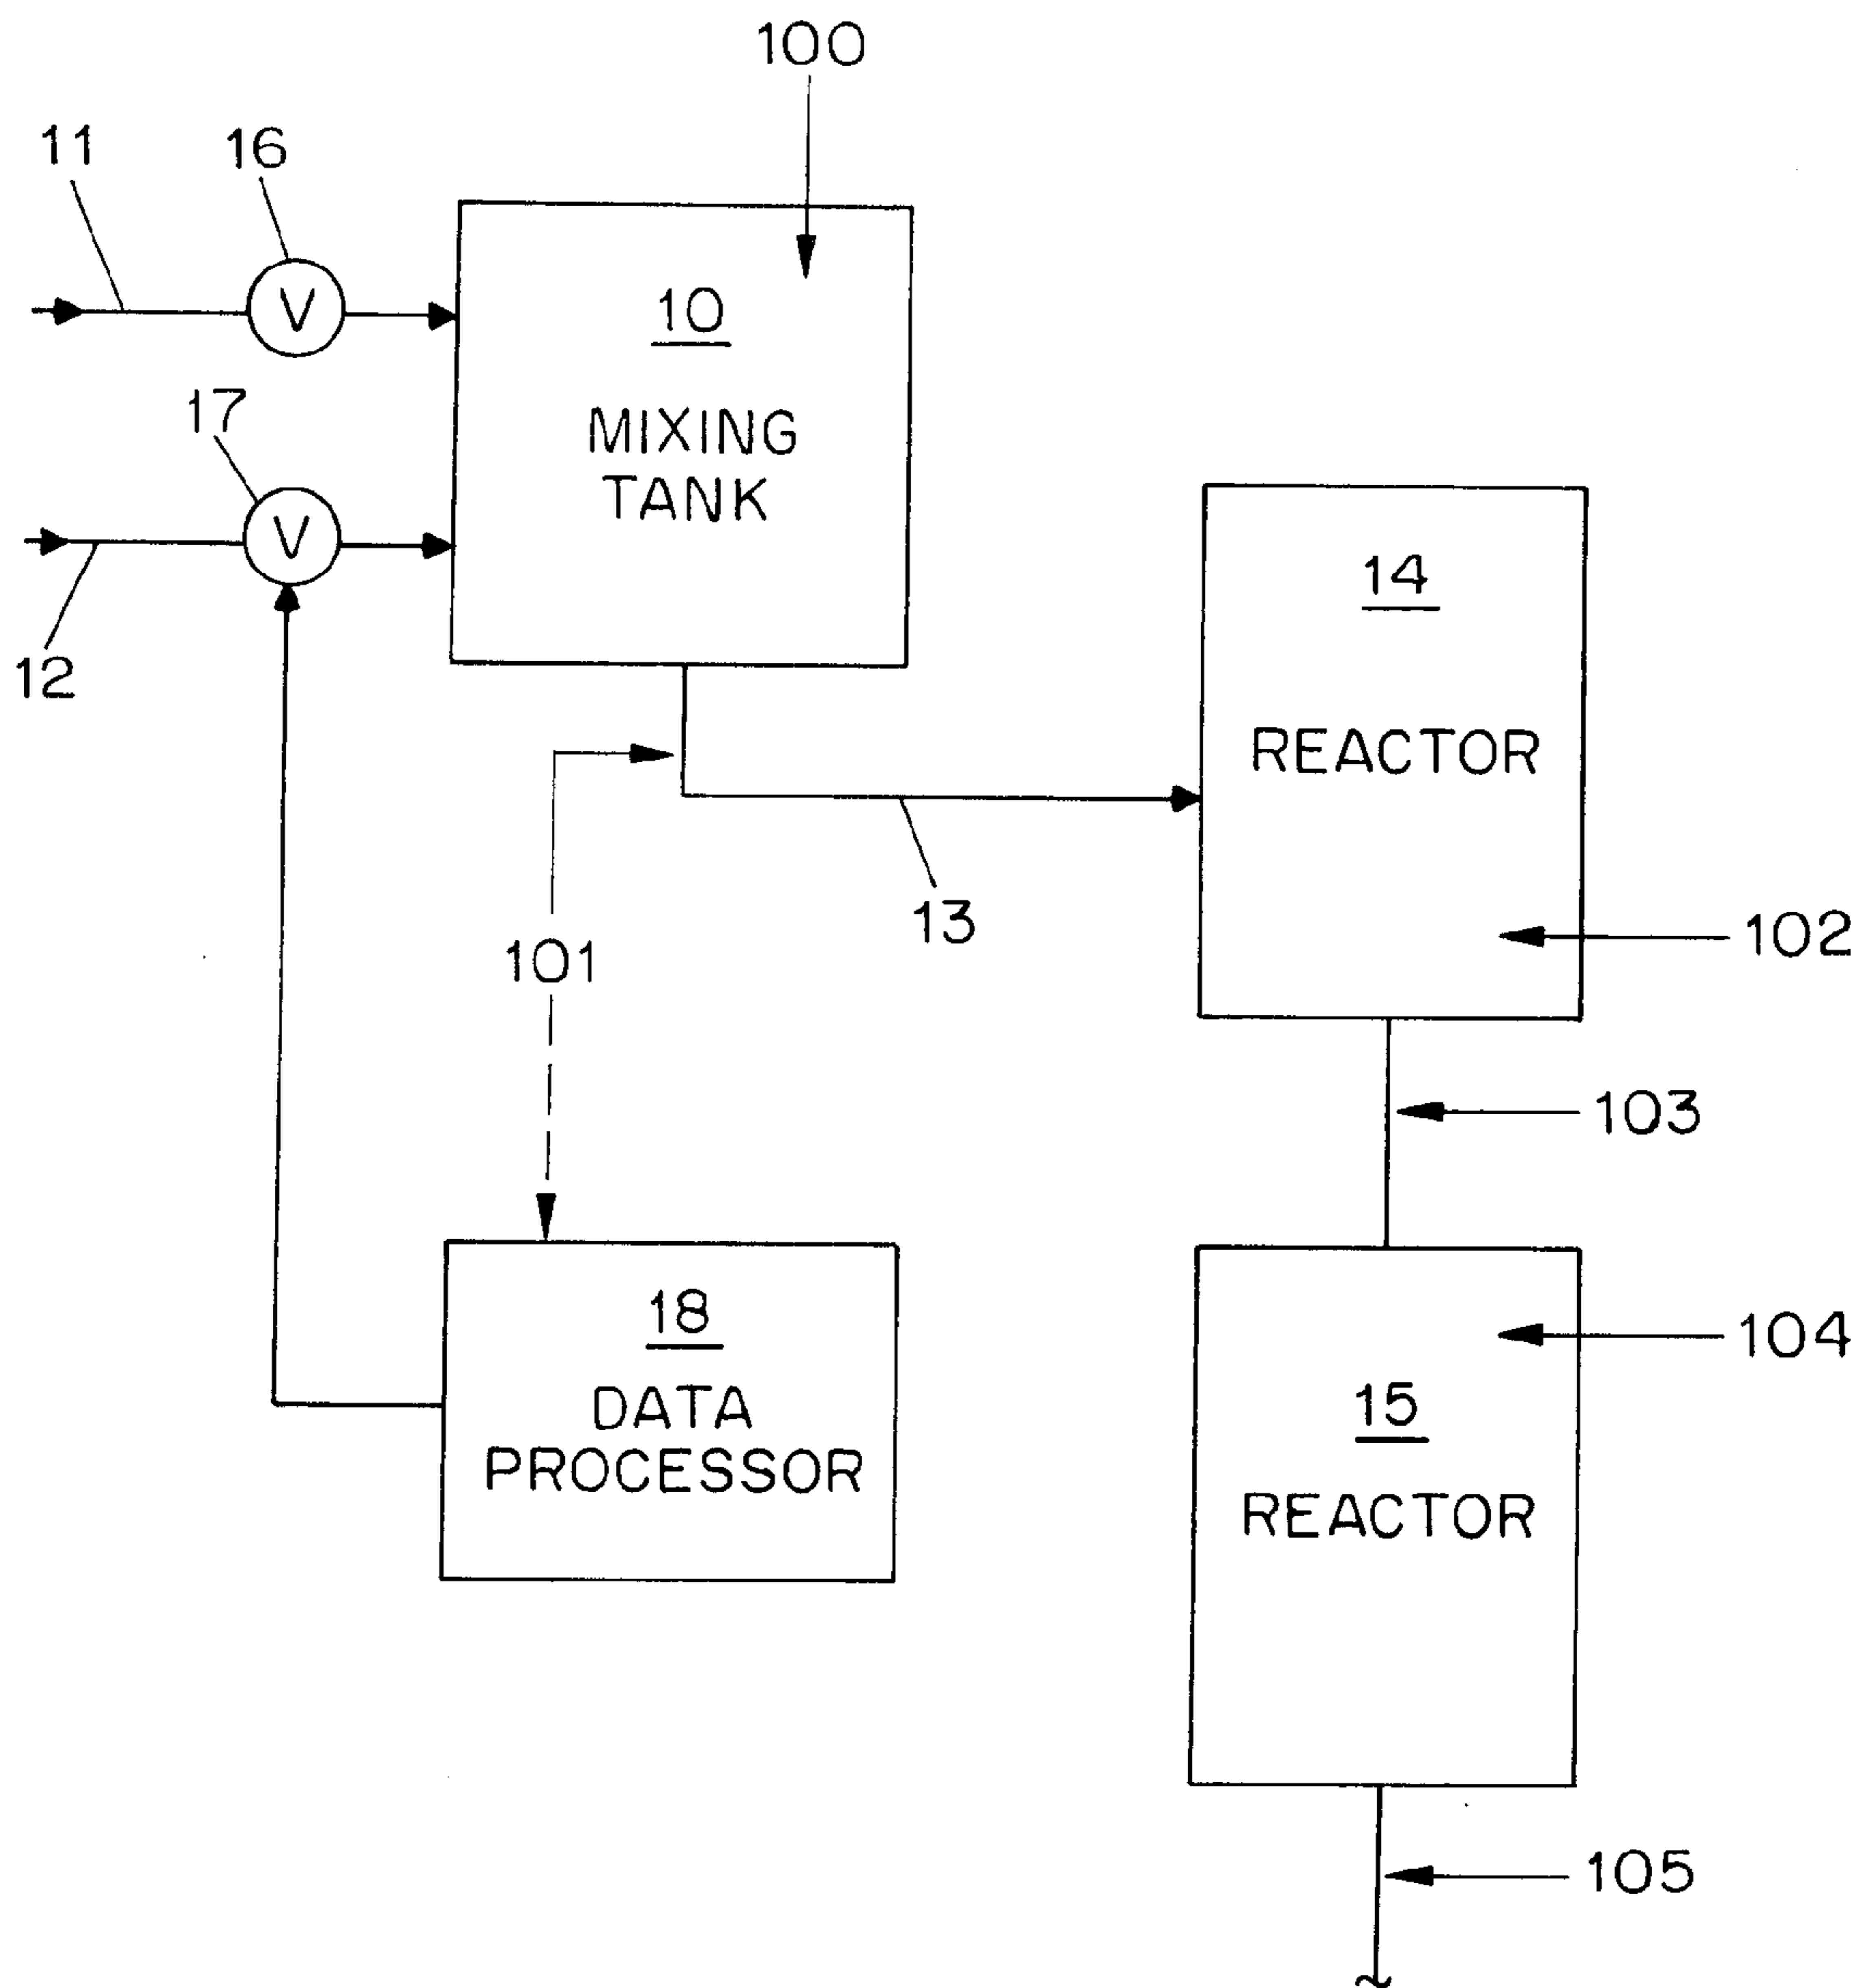 100
11
16
V
10
MIXING
TANK
17
V
12
14
REACTOR
13
102
101
103
18
DATA
PROCESSOR
104
15
REACTOR
105